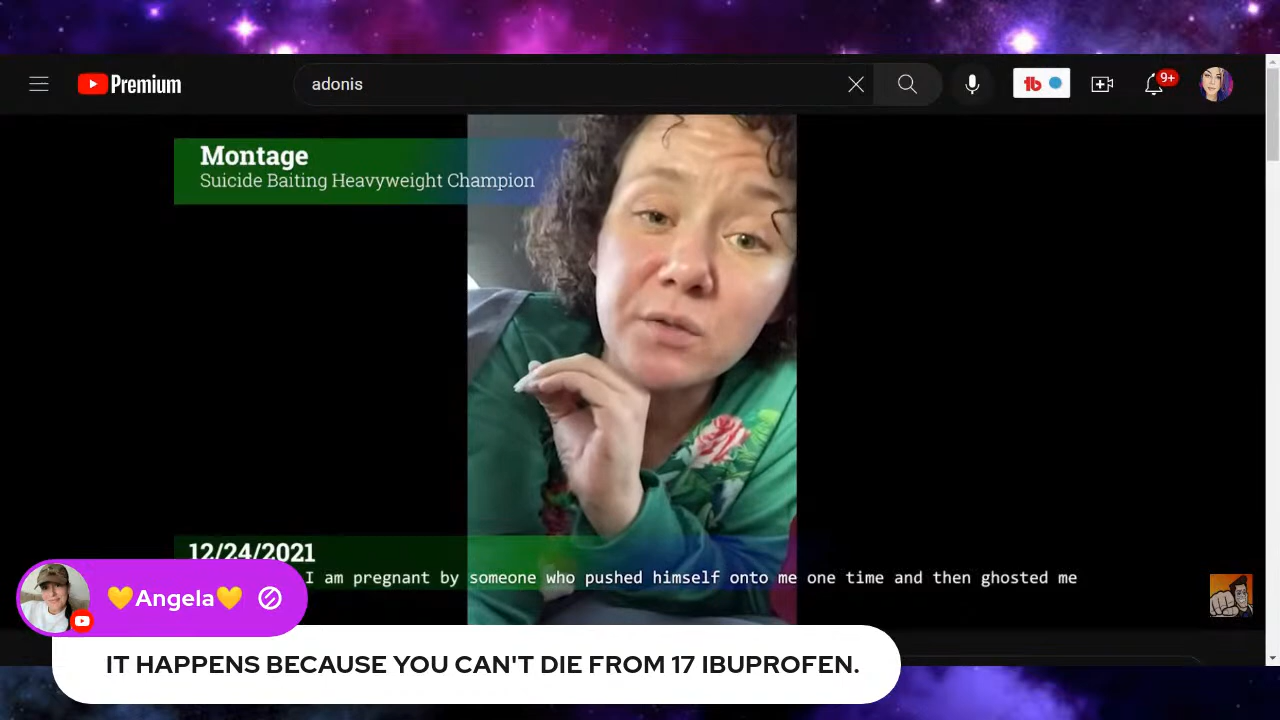 Premium
adonis
9+
Montage
Suicide Baiting Heavyweight Champion
12/24/2021
I am pregnant by someone who pushed himself onto me one time and then ghosted me
💛Angela💛
IT HAPPENS BECAUSE YOU CAN'T DIE FROM 17 IBUPROFEN.